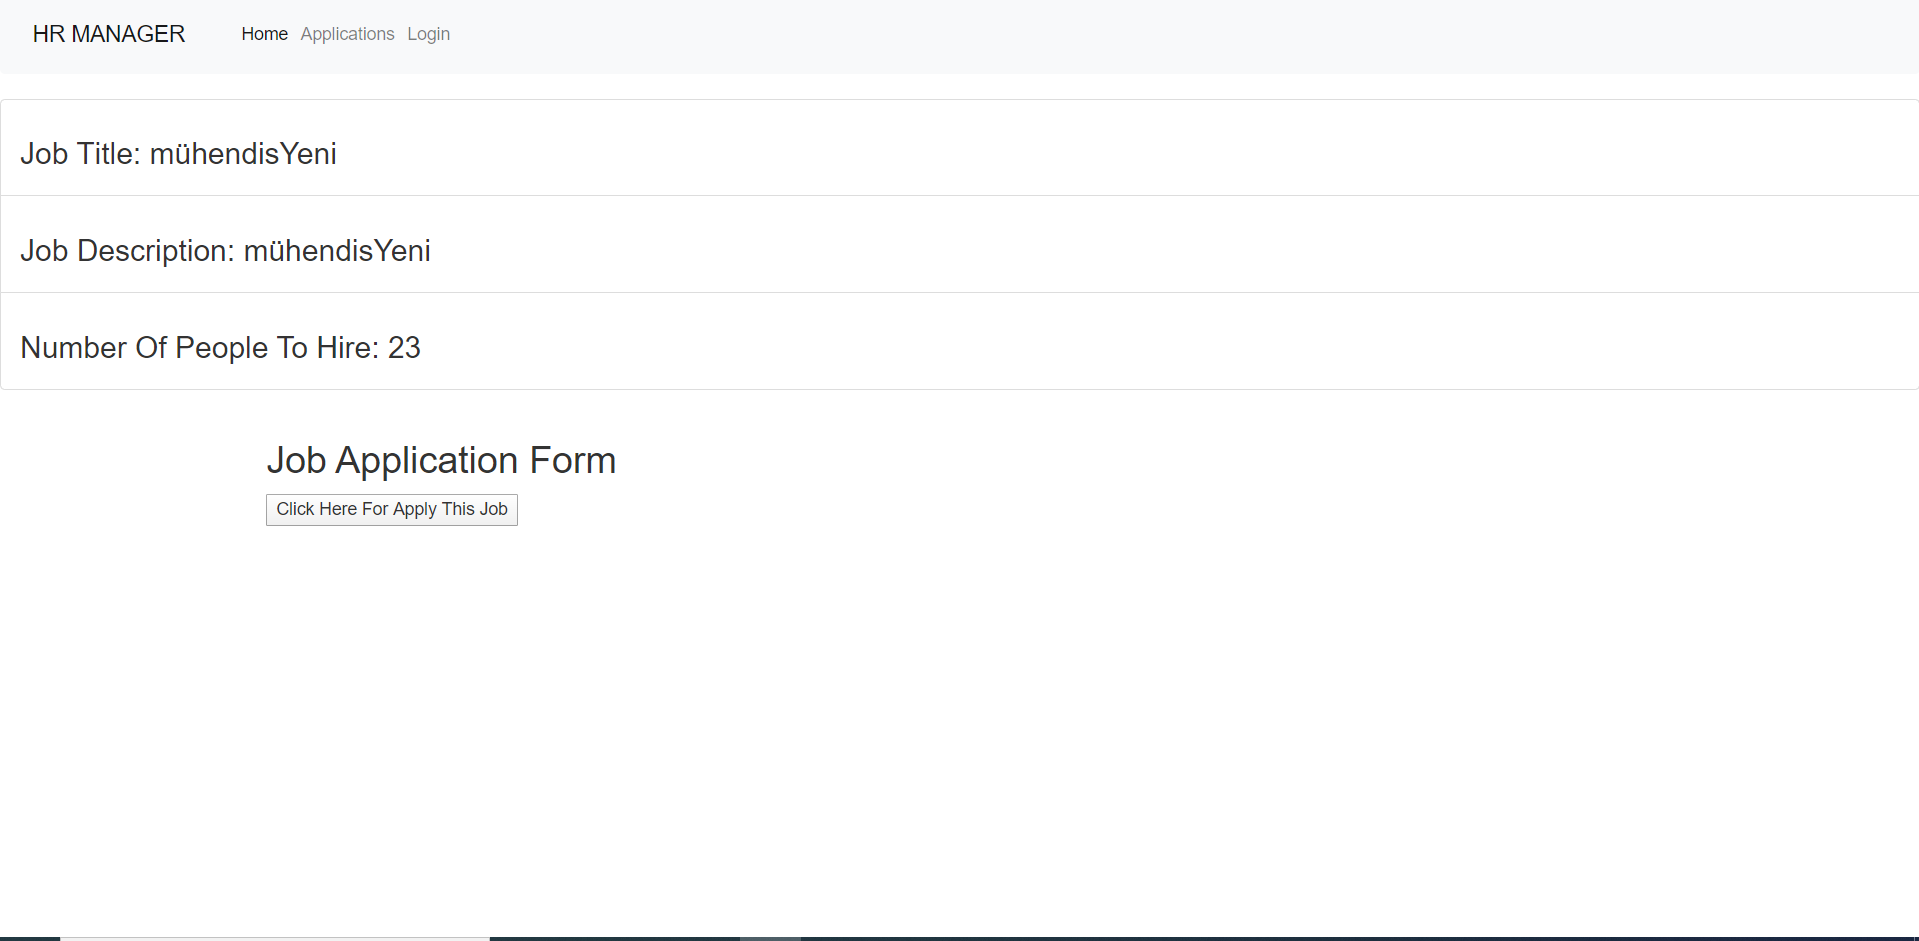 HR MANAGER Home Applications Login
Job Title: mühendisYeni
Job Description: mühendisYeni
Number Of People To Hire: 23
Job Application Form
Click Here For Apply This Job